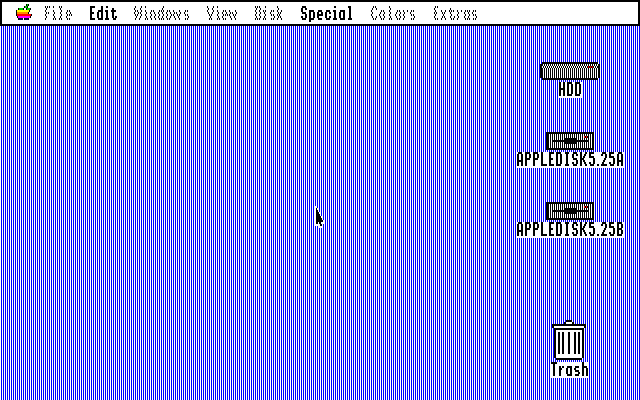 File Edit Windows View Disk Special Colors Extras
HDD
APPLEDISK5.25A
APPLEDISK5.25B
Trash